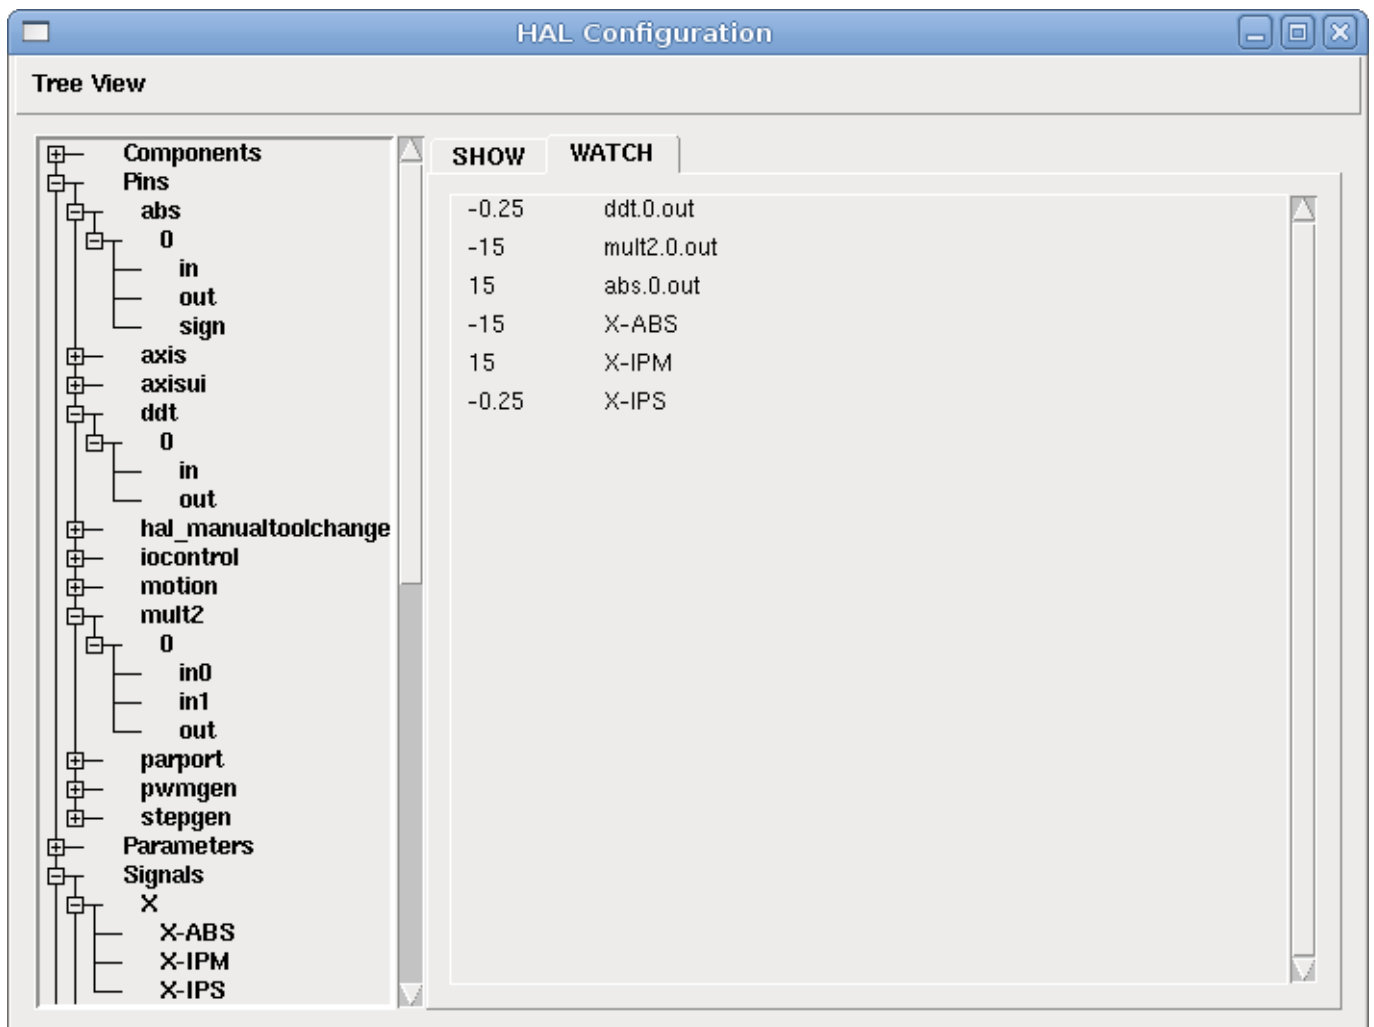 HAL Configuration
Tree View
Components
Pins
abs
0
in
out
sign
axis
axisui
ddt
0
in
out
hal_manualtoolchange
iocontrol
motion
mult2
0
in0
in1
out
parport
pwmgen
stepgen
Parameters
Signals
X
X-ABS
X-IPM
X-IPS
SHOW WATCH
-0.25 ddt.0.out
-15 mult2.0.out
15 abs.0.out
-15 X-ABS
15 X-IPM
-0.25 X-IPS